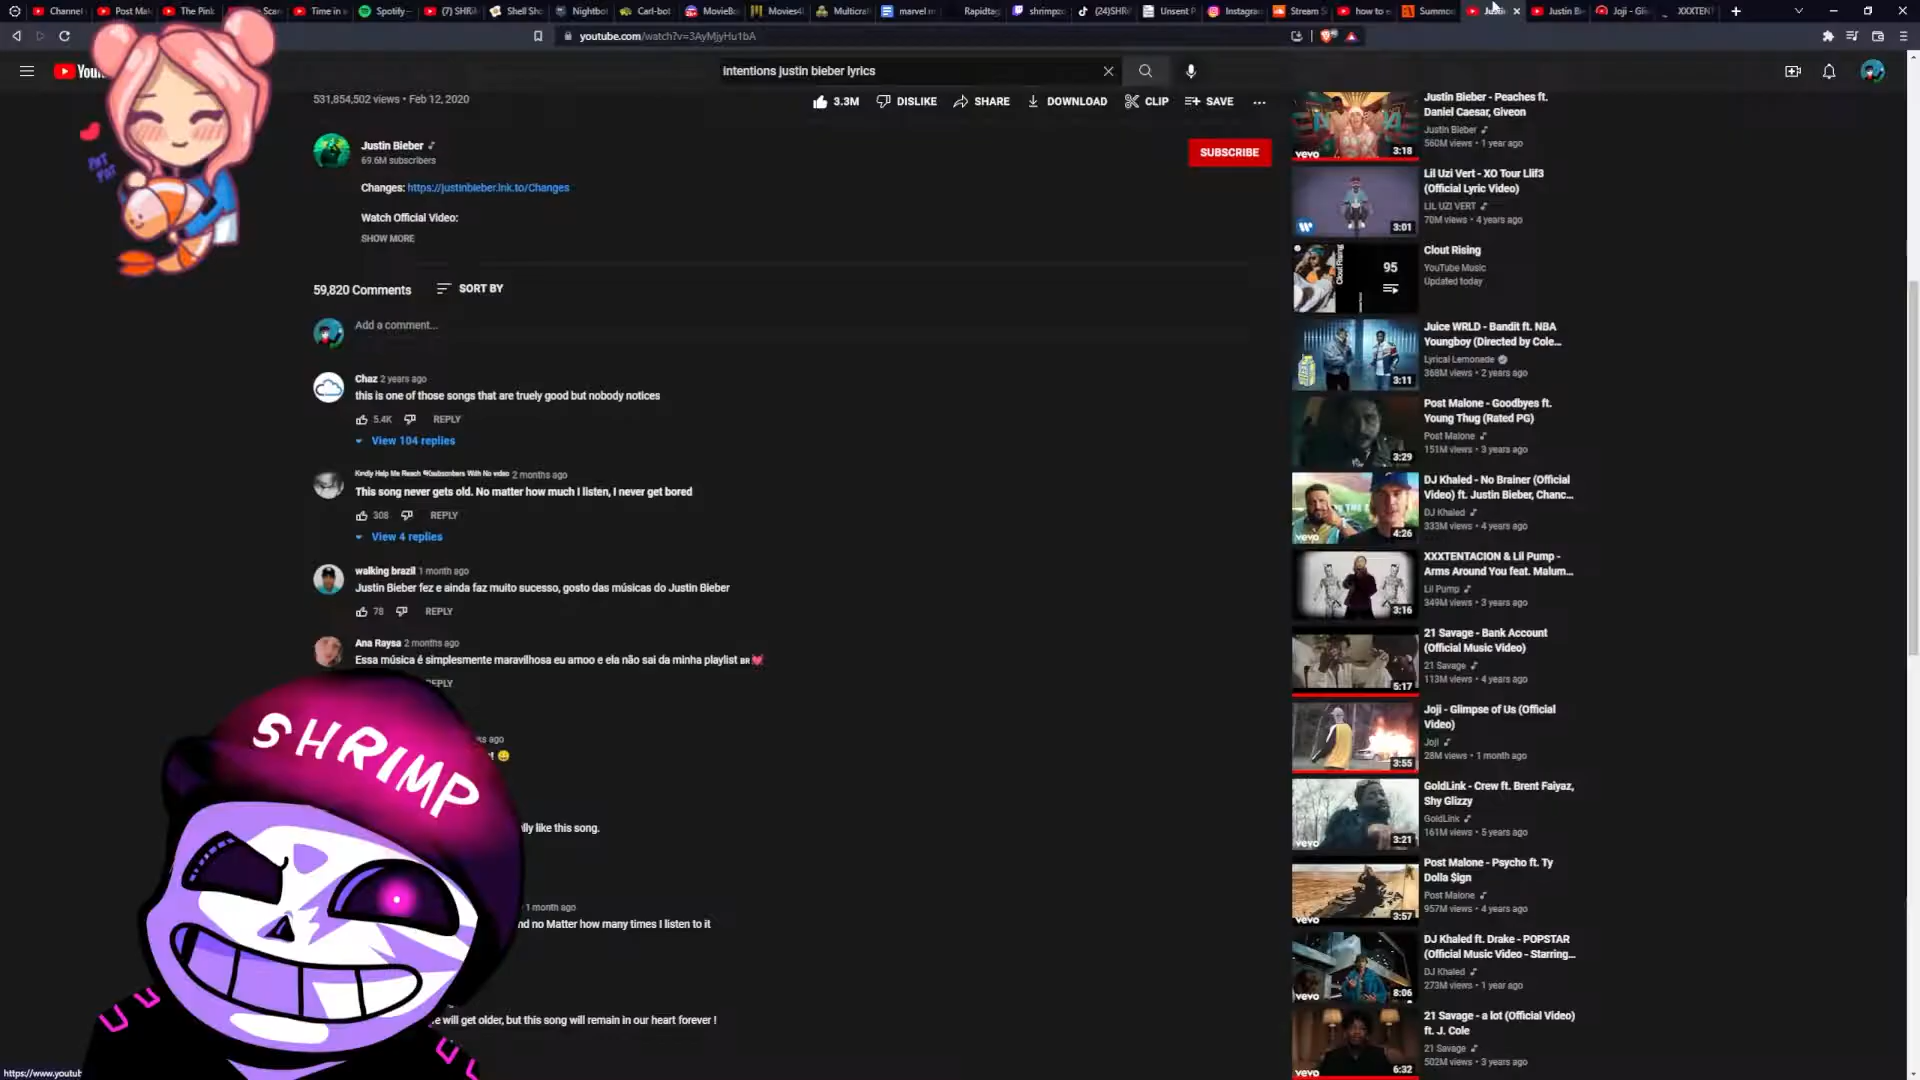 Channel
Post Mal
The Pink
Scar
Time in
Spotify
(7) SHRI
Shell Sho
Nightbot
Carl-bot
MovieBo
Movies4
Multicra
marvel m
Rapidtag
shrimpz
(24)SHRI
Unsent P
Instagram
Stream S
how to
Summo
Justin
Justin Bi
Joji - Gli
XXXTENT
youtube.com/watch?v=3AyMjyHu1bA
You
intentions justin bieber lyrics
531,854,502 views • Feb 12, 2020
3.3M
DISLIKE
SHARE
DOWNLOAD
CLIP
SAVE
Justin Bieber
69.6M subscribers
SUBSCRIBE
Changes: https://justinbieber.lnk.to/Changes
Watch Official Video:
SHOW MORE
59,820 Comments
SORT BY
Add a comment...
Chaz 2 years ago
this is one of those songs that are truely good but nobody notices
5.4K REPLY
View 104 replies
Kindly Help Me Reach Subscribers With No video 2 months ago
This song never gets old. No matter how much I listen, I never get bored
308 REPLY
View 4 replies
walking brazil 1 month ago
Justin Bieber fez e ainda faz muito sucesso, gosto das músicas do Justin Bieber
78 REPLY
Ana Raysa 2 months ago
Essa música é simplesmente maravilhosa eu amoo e ela não sai da minha playlist BR
REPLY
ago
lly like this song.
1 month ago
nd no Matter how many times I listen to it
e will get older, but this song will remain in our heart forever !
PAT
PAT
SHRIMP
https://www.youtub
Justin Bieber - Peaches ft.
Daniel Caesar, Giveon
Justin Bieber
560M views • 1 year ago
vevo
3:18
Lil Uzi Vert - XO Tour Llif3
(Official Lyric Video)
LIL UZI VERT
70M views • 4 years ago
3:01
Clout Rising
YouTube Music
Updated today
Clout Rising
95
Juice WRLD - Bandit ft. NBA
Youngboy (Directed by Cole...
Lyrical Lemonade
368M views • 2 years ago
3:11
Post Malone - Goodbyes ft.
Young Thug (Rated PG)
Post Malone
151M views • 3 years ago
3:29
DJ Khaled - No Brainer (Official
Video) ft. Justin Bieber, Chanc...
DJ Khaled
333M views • 4 years ago
vevo
4:26
XXXTENTACION & Lil Pump -
Arms Around You feat. Malum...
Lil Pump
349M views • 3 years ago
3:16
21 Savage - Bank Account
(Official Music Video)
21 Savage
113M views • 4 years ago
5:17
Joji - Glimpse of Us (Official
Video)
Joji
28M views • 1 month ago
3:55
GoldLink - Crew ft. Brent Faiyaz,
Shy Glizzy
GoldLink
161M views • 5 years ago
vevo
3:21
Post Malone - Psycho ft. Ty
Dolla $ign
Post Malone
957M views • 4 years ago
vevo
3:57
DJ Khaled ft. Drake - POPSTAR
(Official Music Video - Starring...
DJ Khaled
273M views • 1 year ago
vevo
8:06
21 Savage - a lot (Official Video)
ft. J. Cole
21 Savage
502M views • 3 years ago
vevo
6:32